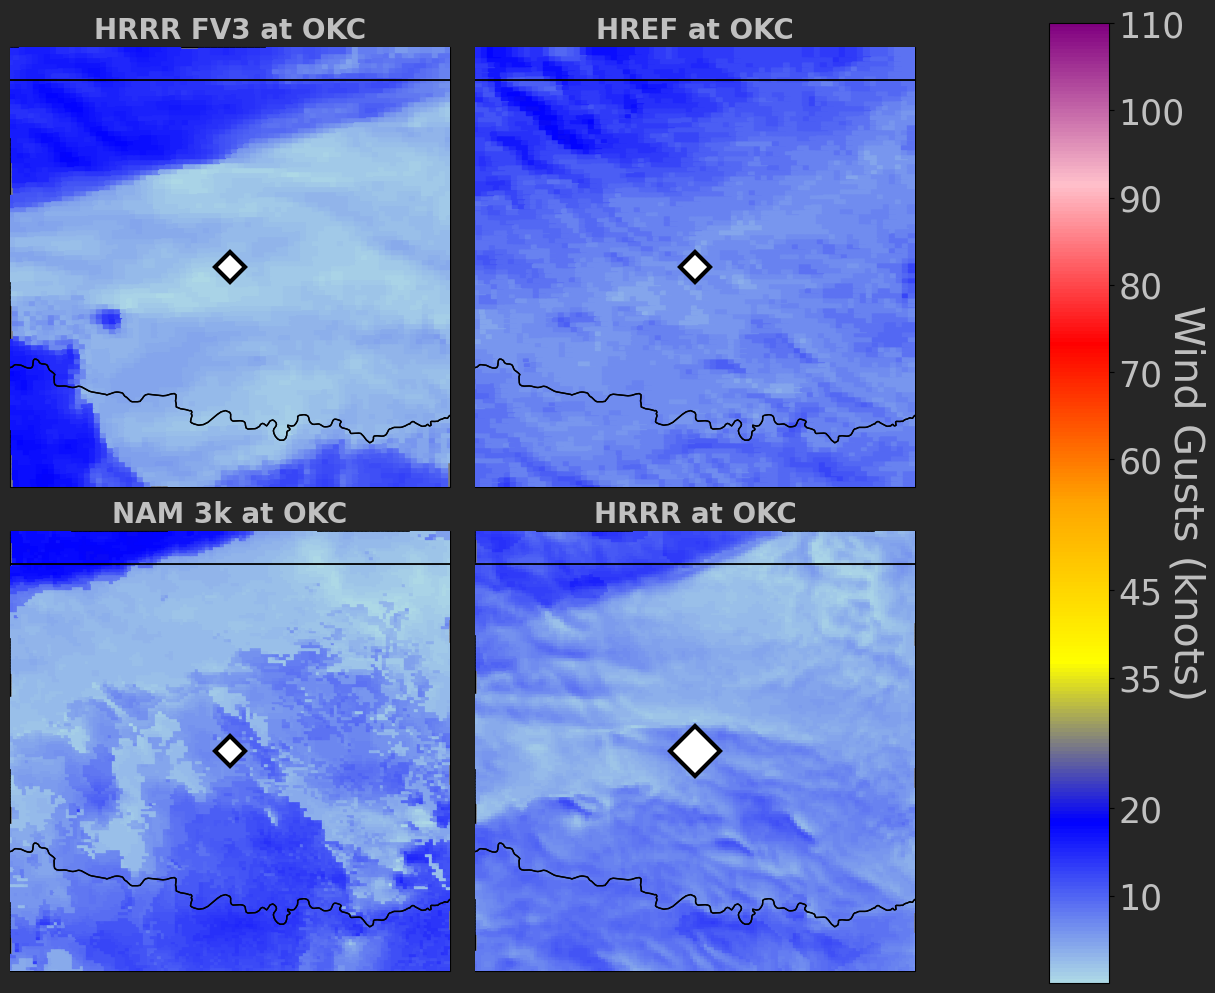 HRRR FV3 at OKC
HREF at OKC
NAM 3k at OKC
HRRR at OKC
110
100
90
80
70
60
45
35
20
10
Wind Gusts (knots)